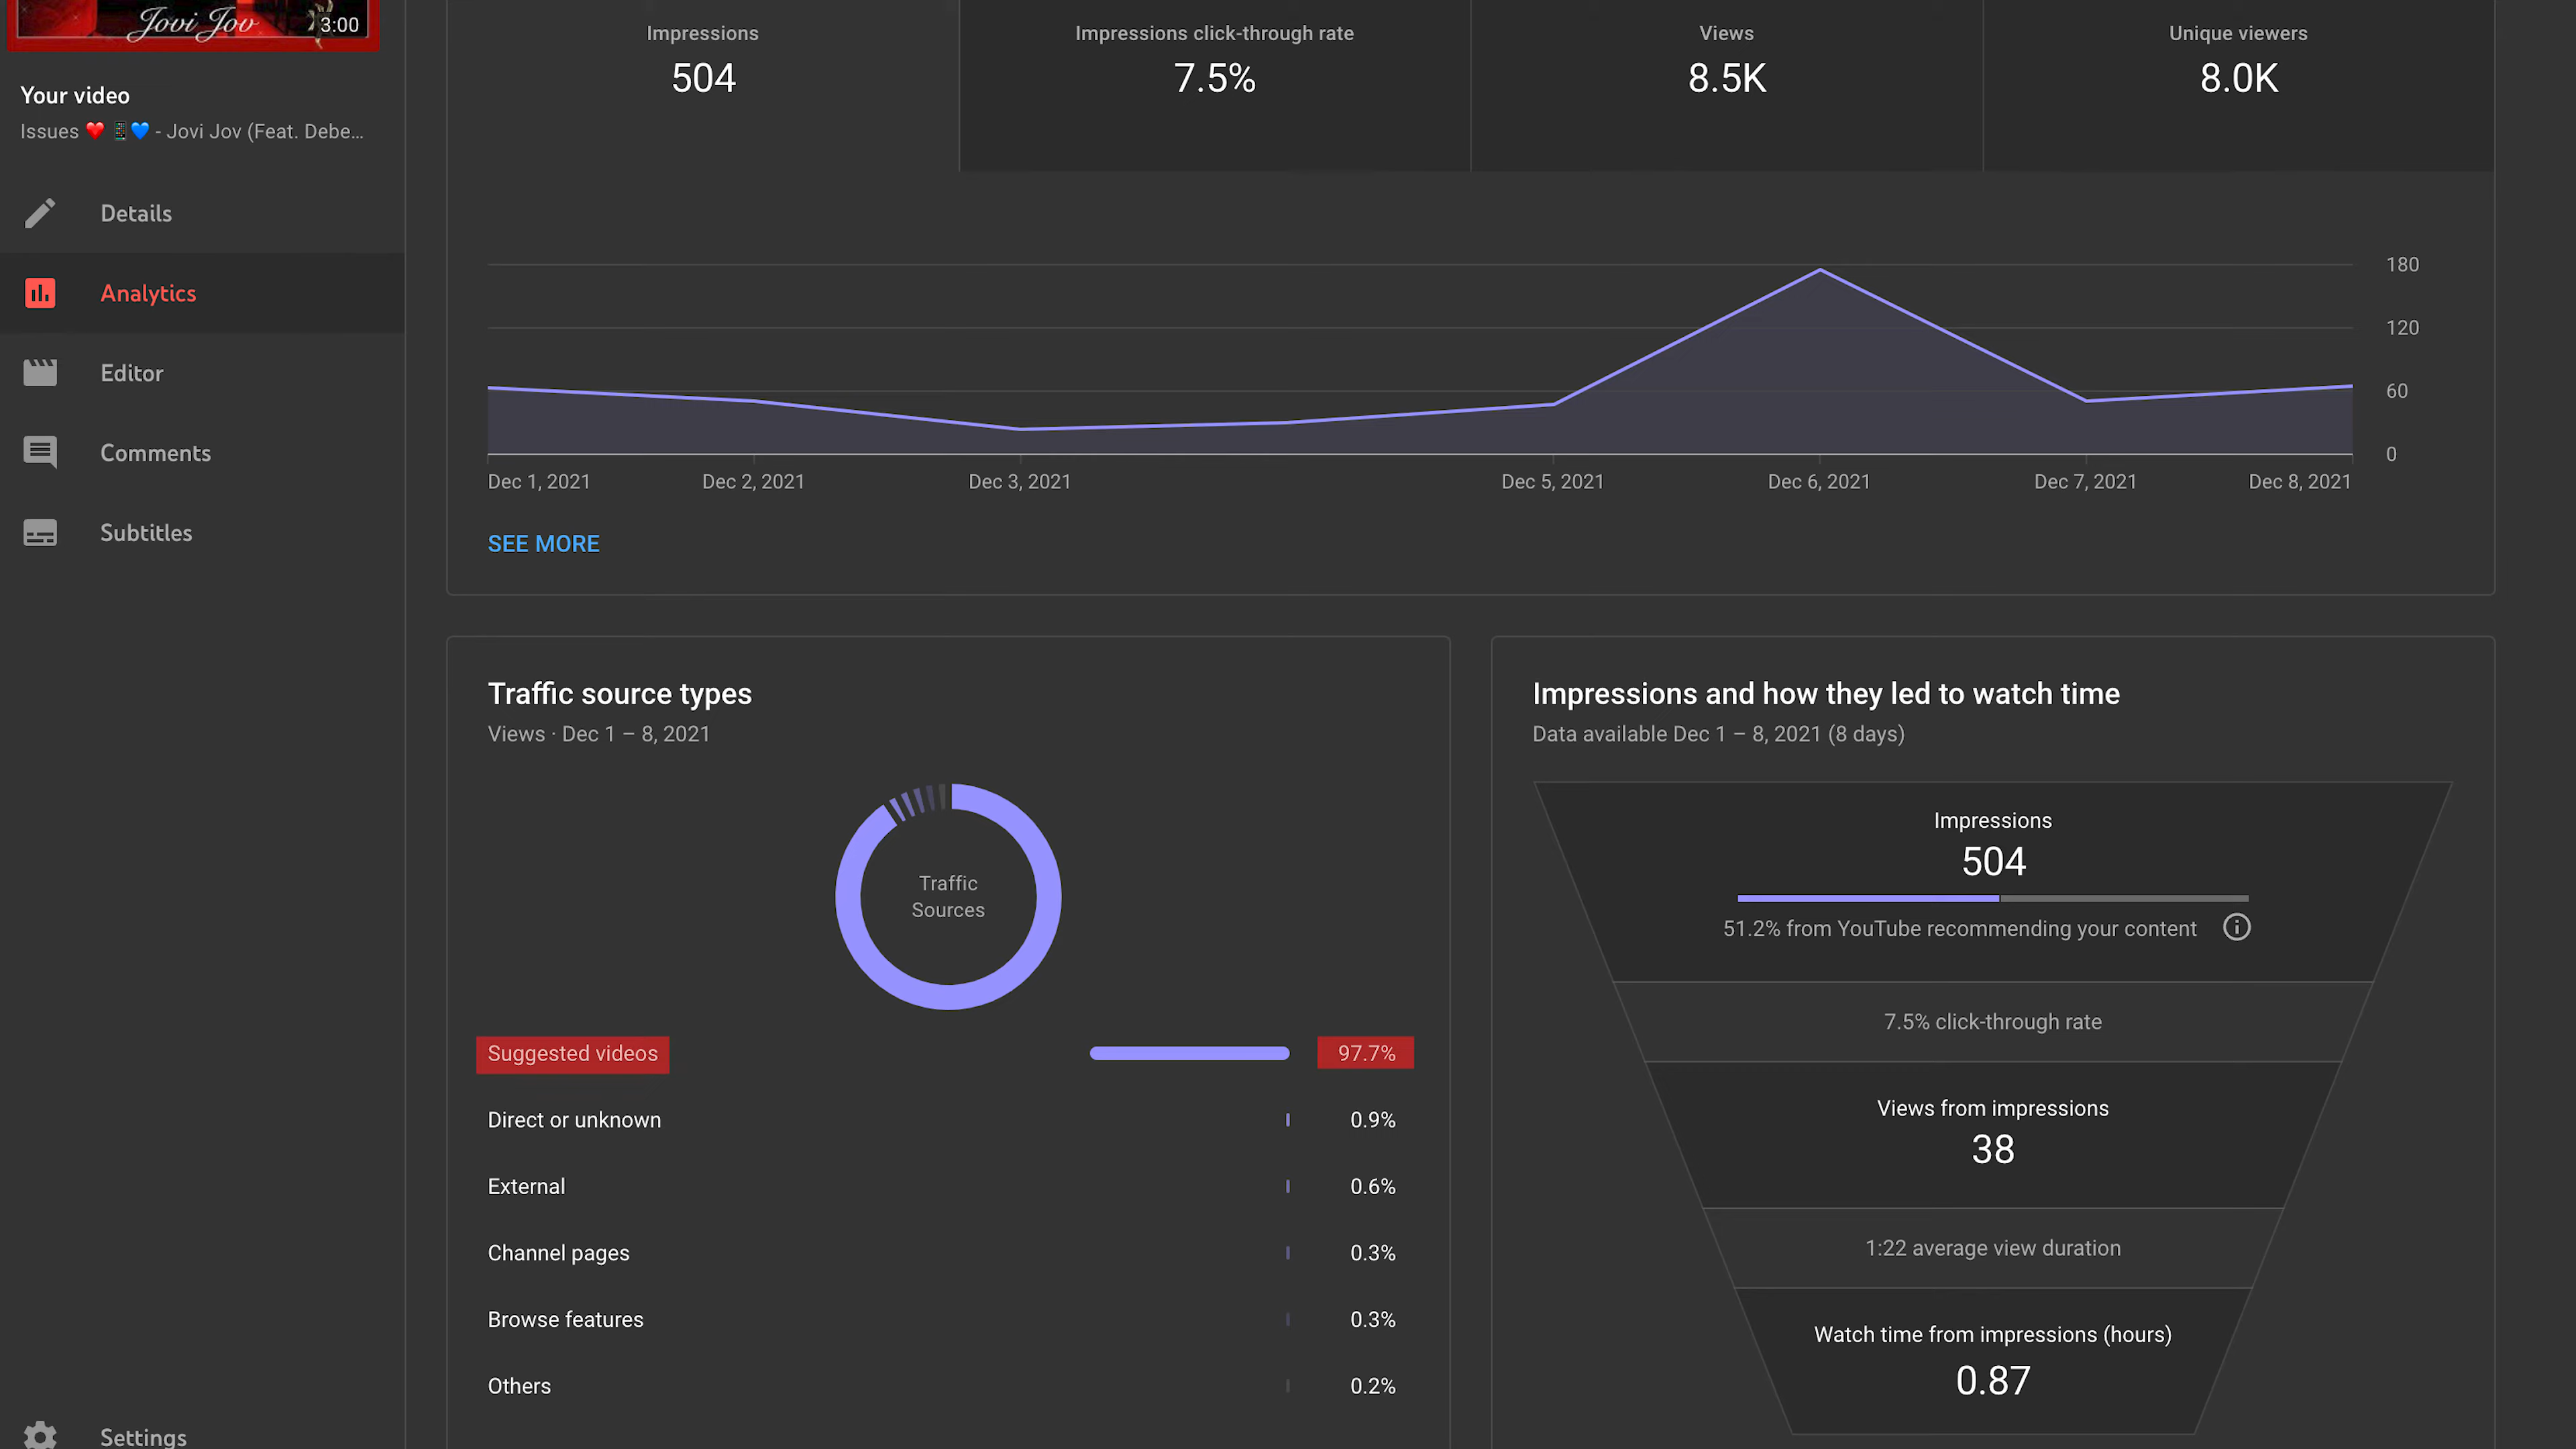 Jovi Jov
3:00
Your video
Issues ❤️ 📱💙 - Jovi Jov (Feat. Debe...
Details
Analytics
Editor
Comments
Subtitles
Settings
Impressions
504
Impressions click-through rate
7.5%
Views
8.5K
Unique viewers
8.0K
180
120
60
0
Dec 1, 2021
Dec 2, 2021
Dec 3, 2021
Dec 5, 2021
Dec 6, 2021
Dec 7, 2021
Dec 8, 2021
SEE MORE
Traffic source types
Views · Dec 1 – 8, 2021
Traffic
Sources
Suggested videos 97.7%
Direct or unknown 0.9%
External 0.6%
Channel pages 0.3%
Browse features 0.3%
Others 0.2%
Impressions and how they led to watch time
Data available Dec 1 – 8, 2021 (8 days)
Impressions
504
51.2% from YouTube recommending your content
7.5% click-through rate
Views from impressions
38
1:22 average view duration
Watch time from impressions (hours)
0.87